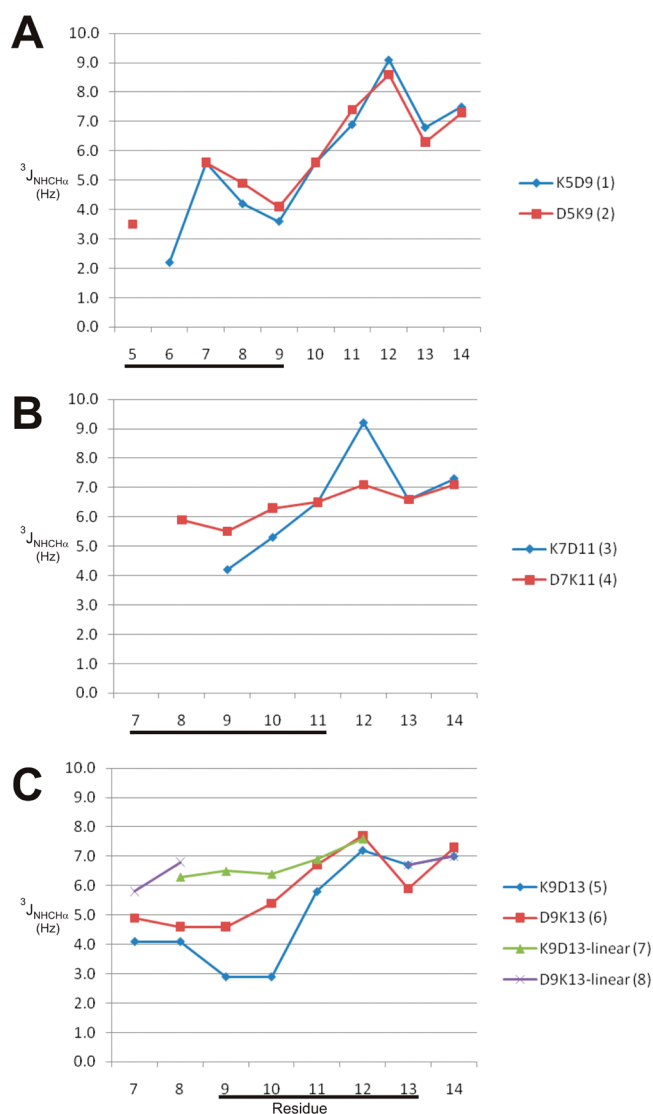 A
10.0
9.0
8.0
7.0
6.0
5.0
4.0
3.0
2.0
1.0
0.0
3JNHCHα
(Hz)
5 6 7 8 9 10 11 12 13 14
K5D9 (1)
D5K9 (2)
B
10.0
9.0
8.0
7.0
6.0
5.0
4.0
3.0
2.0
1.0
0.0
3JNHCHα
(Hz)
7 8 9 10 11 12 13 14
K7D11 (3)
D7K11 (4)
C
10.0
9.0
8.0
7.0
6.0
5.0
4.0
3.0
2.0
1.0
0.0
3JNHCHα
(Hz)
7 8 9 10 11 12 13 14
Residue
K9D13 (5)
D9K13 (6)
K9D13-linear (7)
D9K13-linear (8)